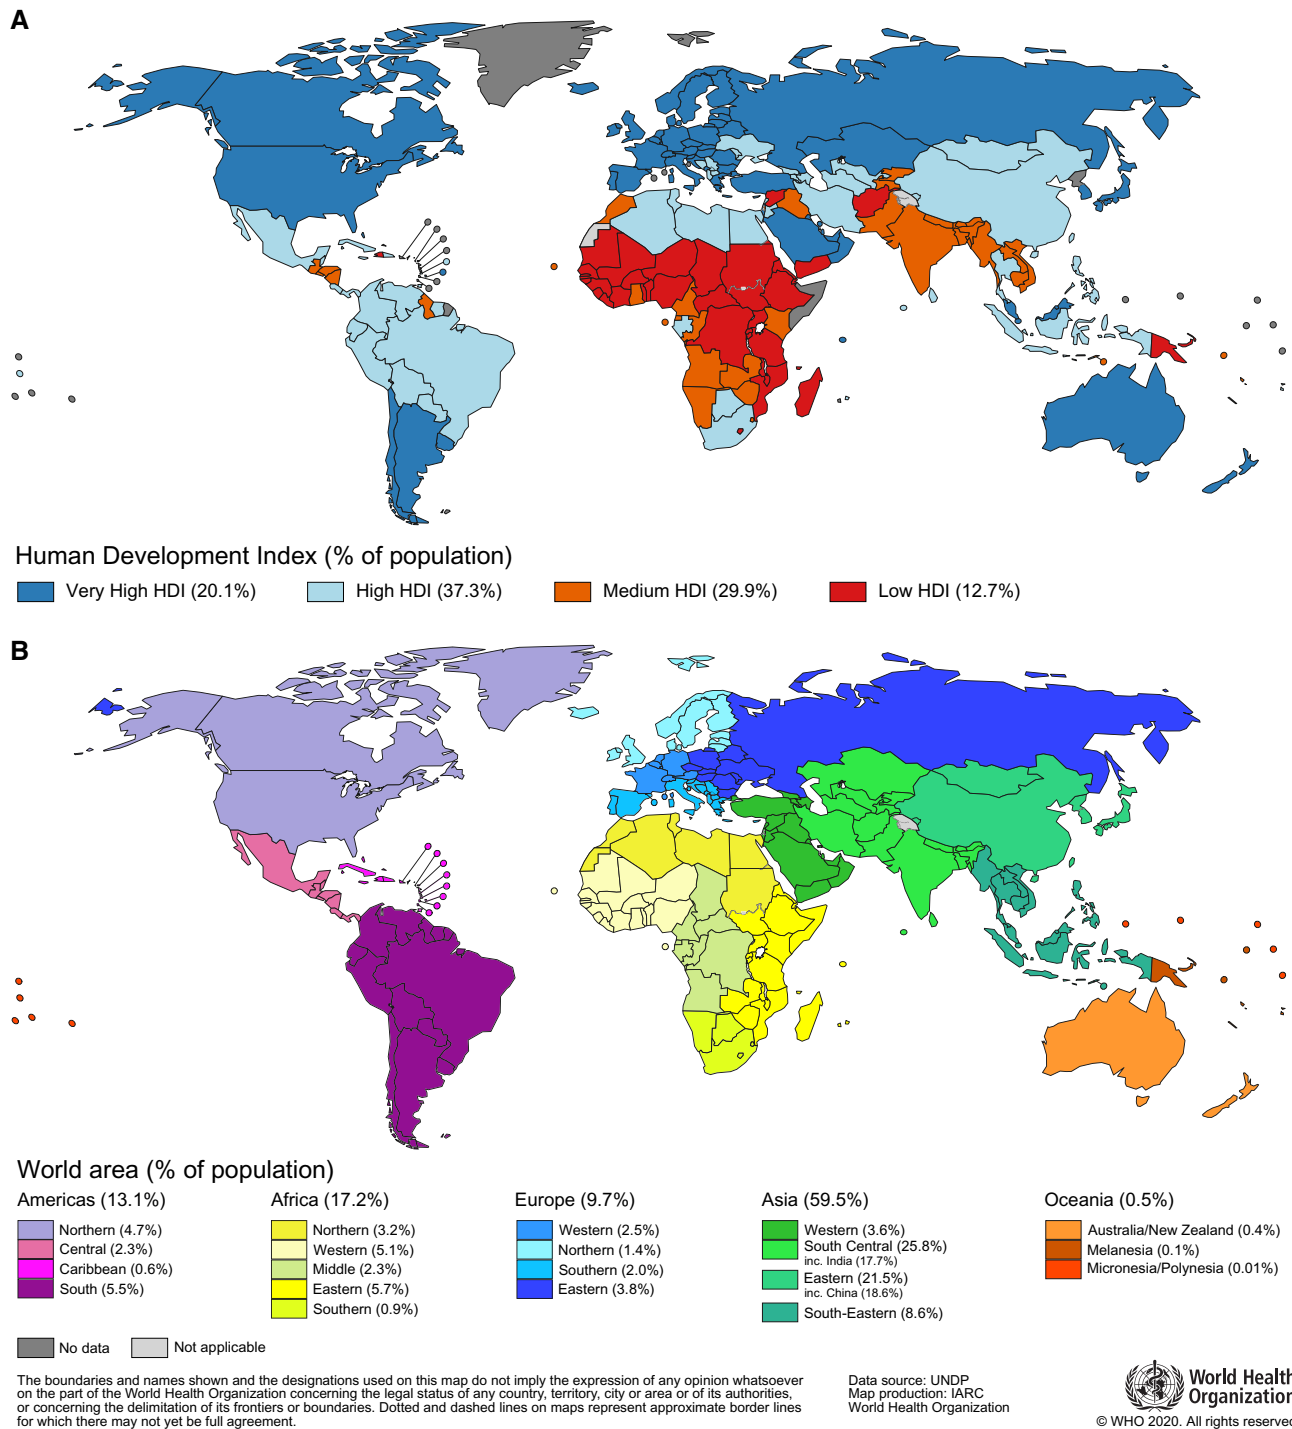 A
Human Development Index (% of population)
Very High HDI (20.1%)
High HDI (37.3%)
Medium HDI (29.9%)
Low HDI (12.7%)
B
World area (% of population)
Americas (13.1%)
Northern (4.7%)
Central (2.3%)
Caribbean (0.6%)
South (5.5%)
Africa (17.2%)
Northern (3.2%)
Western (5.1%)
Middle (2.3%)
Eastern (5.7%)
Southern (0.9%)
Europe (9.7%)
Western (2.5%)
Northern (1.4%)
Southern (2.0%)
Eastern (3.8%)
Asia (59.5%)
Western (3.6%)
South Central (25.8%)
inc. India (17.7%)
Eastern (21.5%)
inc. China (18.6%)
South-Eastern (8.6%)
Oceania (0.5%)
Australia/New Zealand (0.4%)
Melanesia (0.1%)
Micronesia/Polynesia (0.01%)
No data
Not applicable
The boundaries and names shown and the designations used on this map do not imply the expression of any opinion whatsoever
on the part of the World Health Organization concerning the legal status of any country, territory, city or area or of its authorities,
or concerning the delimitation of its frontiers or boundaries. Dotted and dashed lines on maps represent approximate border lines
for which there may not yet be full agreement.
Data source: UNDP
Map production: IARC
World Health Organization
World Health
Organization
© WHO 2020. All rights reserved